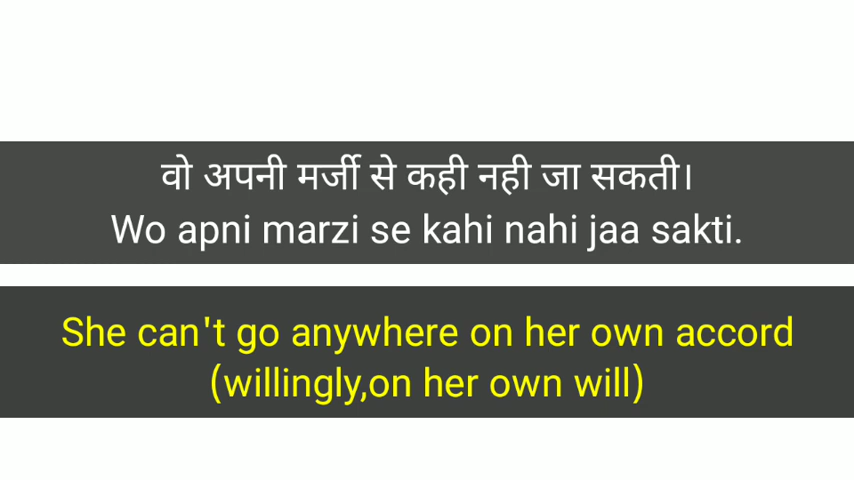 वो अपनी मर्जी से कही नही जा सकती।
Wo apni marzi se kahi nahi jaa sakti.
She can't go anywhere on her own accord
(willingly,on her own will)